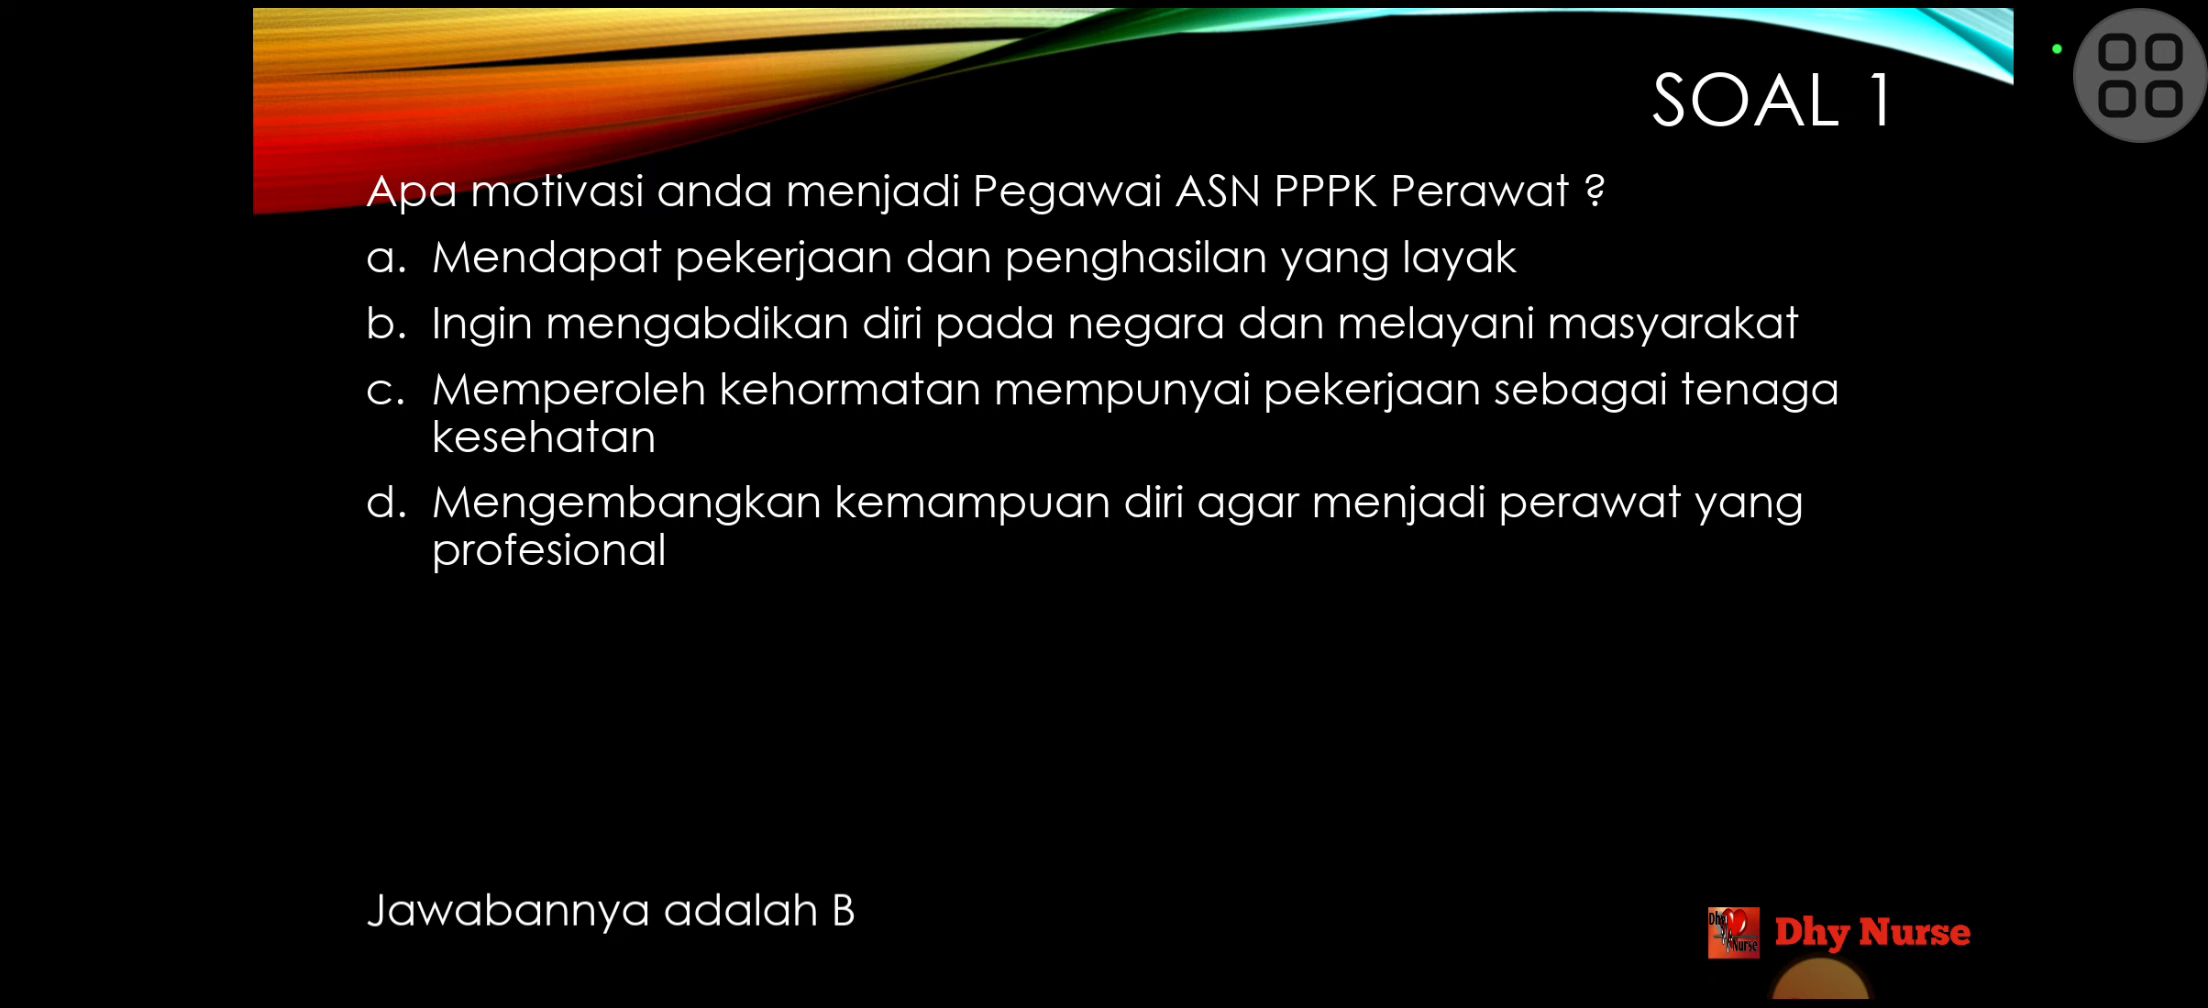 SOAL 1
Apa motivasi anda menjadi Pegawai ASN PPPK Perawat ?
a. Mendapat pekerjaan dan penghasilan yang layak
b. Ingin mengabdikan diri pada negara dan melayani masyarakat
c. Memperoleh kehormatan mempunyai pekerjaan sebagai tenaga
kesehatan
d. Mengembangkan kemampuan diri agar menjadi perawat yang
profesional
Jawabannya adalah B
Dhy
Nurse
Dhy Nurse